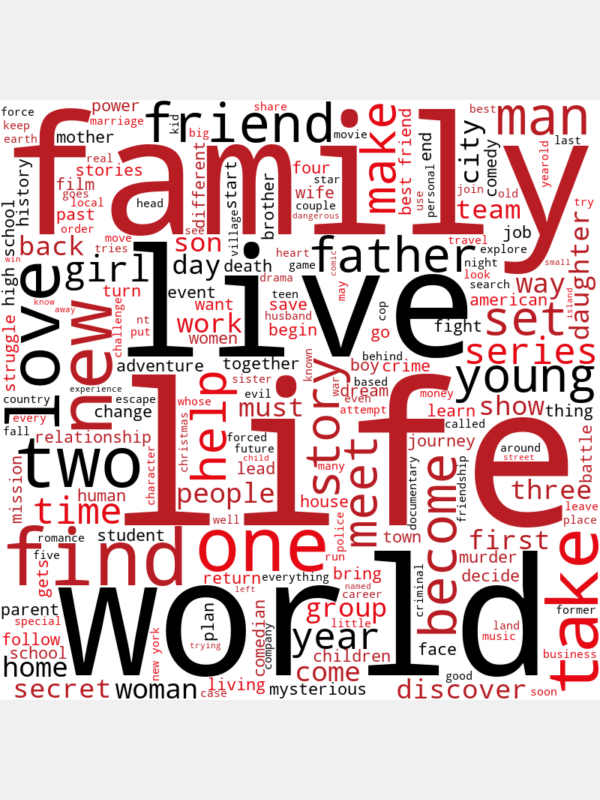 force
power
share
best
keep
marriage
friend
kid
movie
make
best friend
man
earth
mother
big
real
stories
family
different
start
four
star
wife
couple
dangerous
use
personal
end
city
comedy
yearold
last
goes
local
film
past
order
history
head
see
village
brother
team
join
old
job
try
high school
back
move
tries
son
heart
father
travel
explore
way
small
daughter
win
love
girl
day
death
game
comic
night
look
search
american
island
know
away
turn
event
live
drama
teen
want
save
husband
may
cop
fight
set
struggle
new
challenge
nt
put
work
women
begin
go
series
adventure
together
behind
known
country
experience
sister
boy
crime
based
war
dream
even
young
every
escape
change
whose
help
evil
must
story
attempt
money
learn
show
thing
fall
relationship
christmas
life
forced
future
child
lead
many
meet
called
journey
around
street
battle
two
character
people
house
documentary
become
friendship
three
leave
place
mission
human
time
well
police
town
first
find
romance
student
one
run
murder
five
gets
return
everything
left
bring
named
career
criminal
decide
take
parent
special
world
plan
comedian
company
group
little
year
land
music
former
follow
school
new york
trying
children
face
business
home
come
good
secret
woman
case
living
mysterious
discover
soon